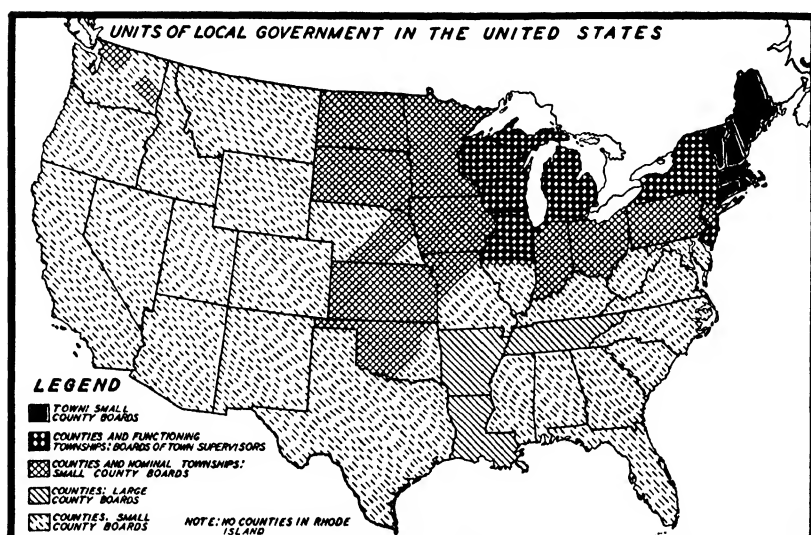 UNITS OF LOCAL GOVERNMENT IN THE UNITED STATES
LEGEND
TOWN: SMALL
COUNTY BOARDS
COUNTIES AND FUNCTIONING
TOWNSHIPS: BOARDS OF TOWN SUPERVISORS
COUNTIES AND NOMINAL TOWNSHIPS:
SMALL COUNTY BOARDS
COUNTIES: LARGE
COUNTY BOARDS
COUNTIES. SMALL
COUNTY BOARDS
NOTE: NO COUNTIES IN RHODE
ISLAND